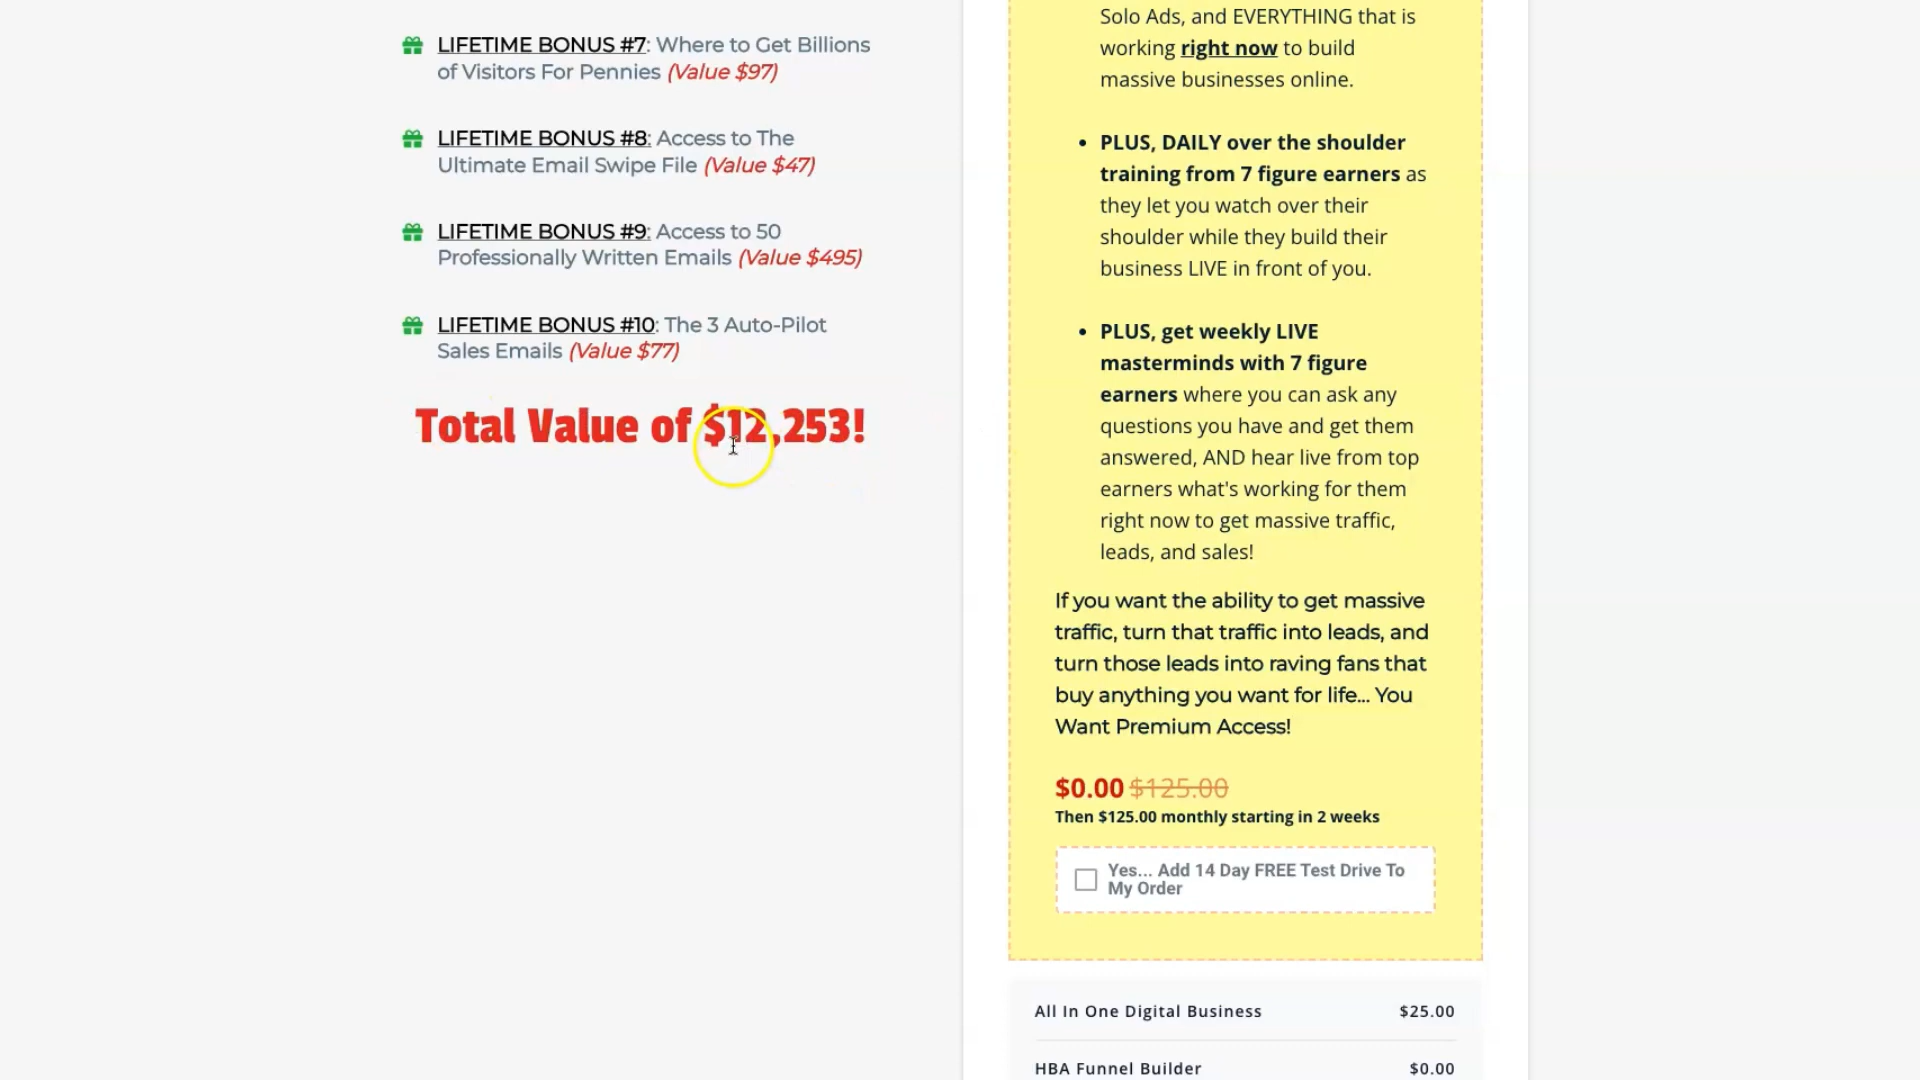 LIFETIME BONUS #7: Where to Get Billions
of Visitors For Pennies (Value $97)
LIFETIME BONUS #8: Access to The
Ultimate Email Swipe File (Value $47)
LIFETIME BONUS #9: Access to 50
Professionally Written Emails (Value $495)
LIFETIME BONUS #10: The 3 Auto-Pilot
Sales Emails (Value $77)
Total Value of $12,253!
Solo Ads, and EVERYTHING that is
working right now to build
massive businesses online.
• PLUS, DAILY over the shoulder
training from 7 figure earners as
they let you watch over their
shoulder while they build their
business LIVE in front of you.
• PLUS, get weekly LIVE
masterminds with 7 figure
earners where you can ask any
questions you have and get them
answered, AND hear live from top
earners what's working for them
right now to get massive traffic,
leads, and sales!
If you want the ability to get massive
traffic, turn that traffic into leads, and
turn those leads into raving fans that
buy anything you want for life... You
Want Premium Access!
$0.00 $125.00
Then $125.00 monthly starting in 2 weeks
Yes... Add 14 Day FREE Test Drive To
My Order
All In One Digital Business $25.00
HBA Funnel Builder $0.00